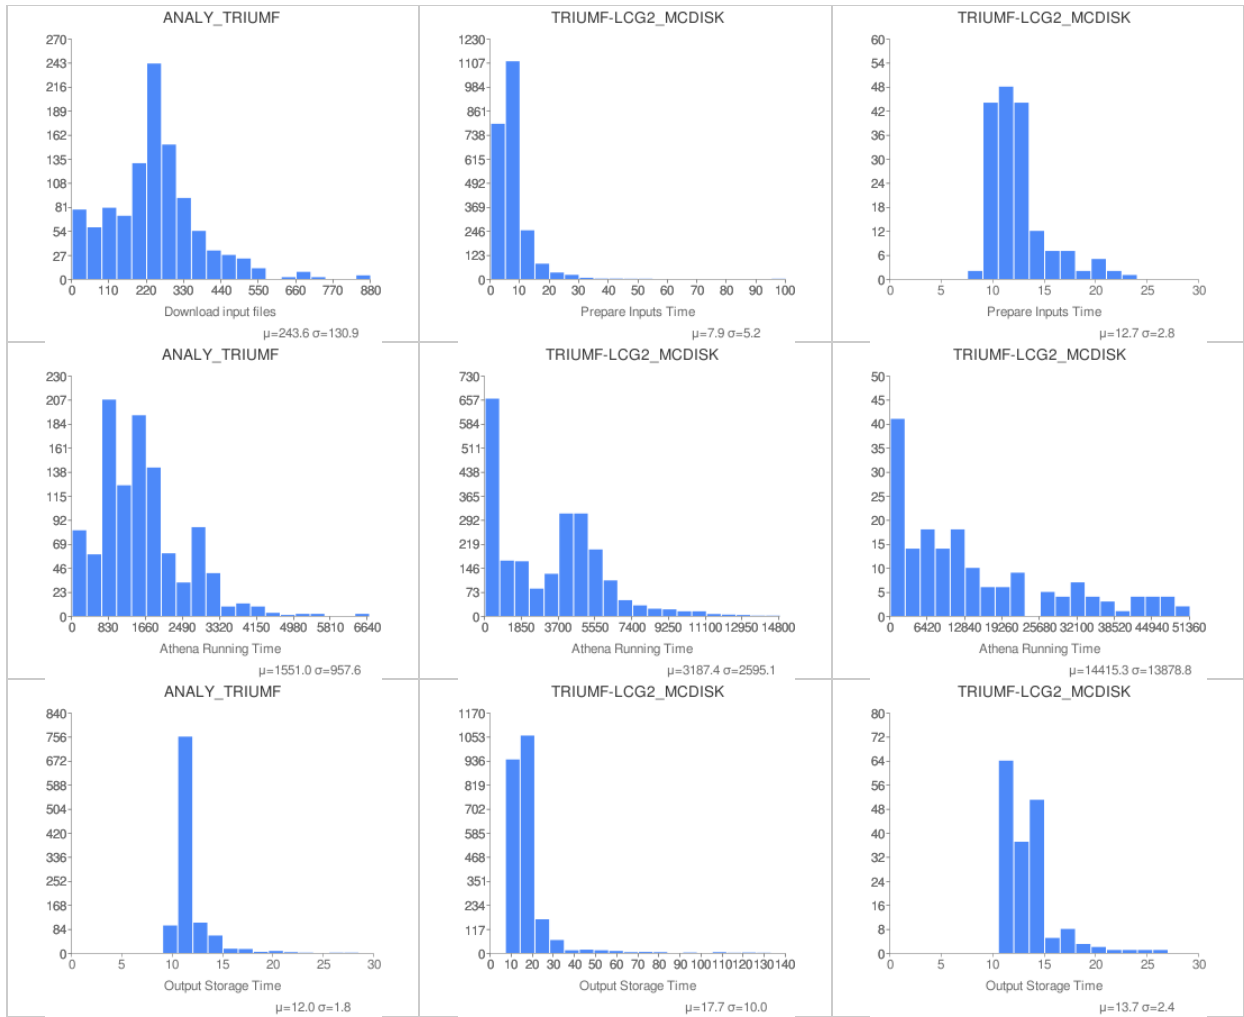 ANALY_TRIUMF
270
243
216
189
162
135
108
81
54
27
0
0 110 220 330 440 550 660 770 880
Download input files
μ=243.6 σ=130.9
TRIUMF-LCG2_MCDISK
1230
1107
984
861
738
615
492
369
246
123
0
0 10 20 30 40 50 60 70 80 90 100
Prepare Inputs Time
μ=7.9 σ=5.2
TRIUMF-LCG2_MCDISK
60
54
48
42
36
30
24
18
12
6
0
0 5 10 15 20 25 30
Prepare Inputs Time
μ=12.7 σ=2.8
ANALY_TRIUMF
230
207
184
161
138
115
92
69
46
23
0
0 830 1660 2490 3320 4150 4980 5810 6640
Athena Running Time
μ=1551.0 σ=957.6
TRIUMF-LCG2_MCDISK
730
657
584
511
438
365
292
219
146
73
0
0 1850 3700 5550 7400 9250 11100 12950 14800
Athena Running Time
μ=3187.4 σ=2595.1
TRIUMF-LCG2_MCDISK
50
45
40
35
30
25
20
15
10
5
0
0 6420 12840 19260 25680 32100 38520 44940 51360
Athena Running Time
μ=14415.3 σ=13878.8
ANALY_TRIUMF
840
756
672
588
504
420
336
252
168
84
0
0 5 10 15 20 25 30
Output Storage Time
μ=12.0 σ=1.8
TRIUMF-LCG2_MCDISK
1170
1053
936
819
702
585
468
351
234
117
0
0 10 20 30 40 50 60 70 80 90 100 110 120 130 140
Output Storage Time
μ=17.7 σ=10.0
TRIUMF-LCG2_MCDISK
80
72
64
56
48
40
32
24
16
8
0
0 5 10 15 20 25 30
Output Storage Time
μ=13.7 σ=2.4